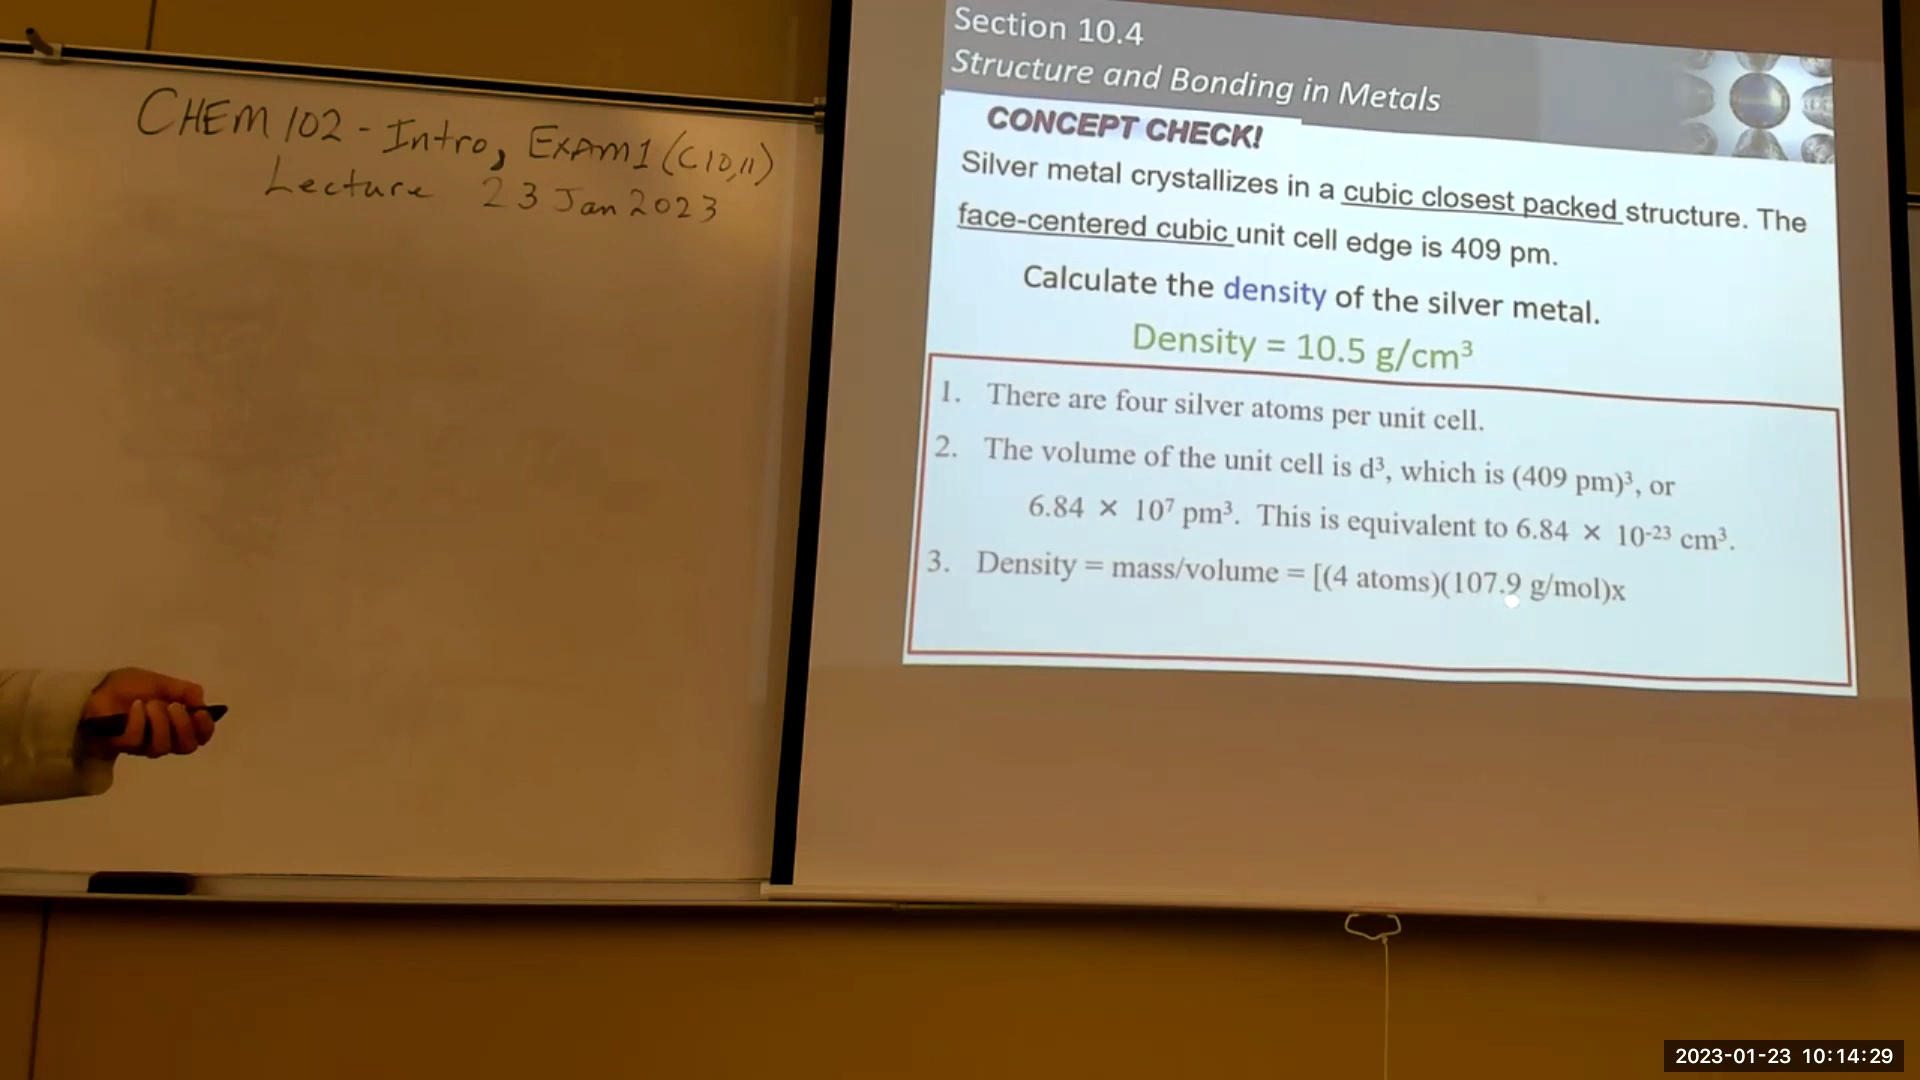 CHEM 102 - Intro, EXAM1 (C10,11)
Lecture 23 Jan 2023
Section 10.4
Structure and Bonding in Metals
CONCEPT CHECK!
Silver metal crystallizes in a cubic closest packed structure. The
face-centered cubic unit cell edge is 409 pm.
Calculate the density of the silver metal.
Density = 10.5 g/cm³
1. There are four silver atoms per unit cell.
2. The volume of the unit cell is d³, which is (409 pm)³, or
6.84 × 10⁷ pm³. This is equivalent to 6.84 × 10⁻²³ cm³.
3. Density = mass/volume = [(4 atoms)(107.9 g/mol)x
2023-01-23 10:14:29